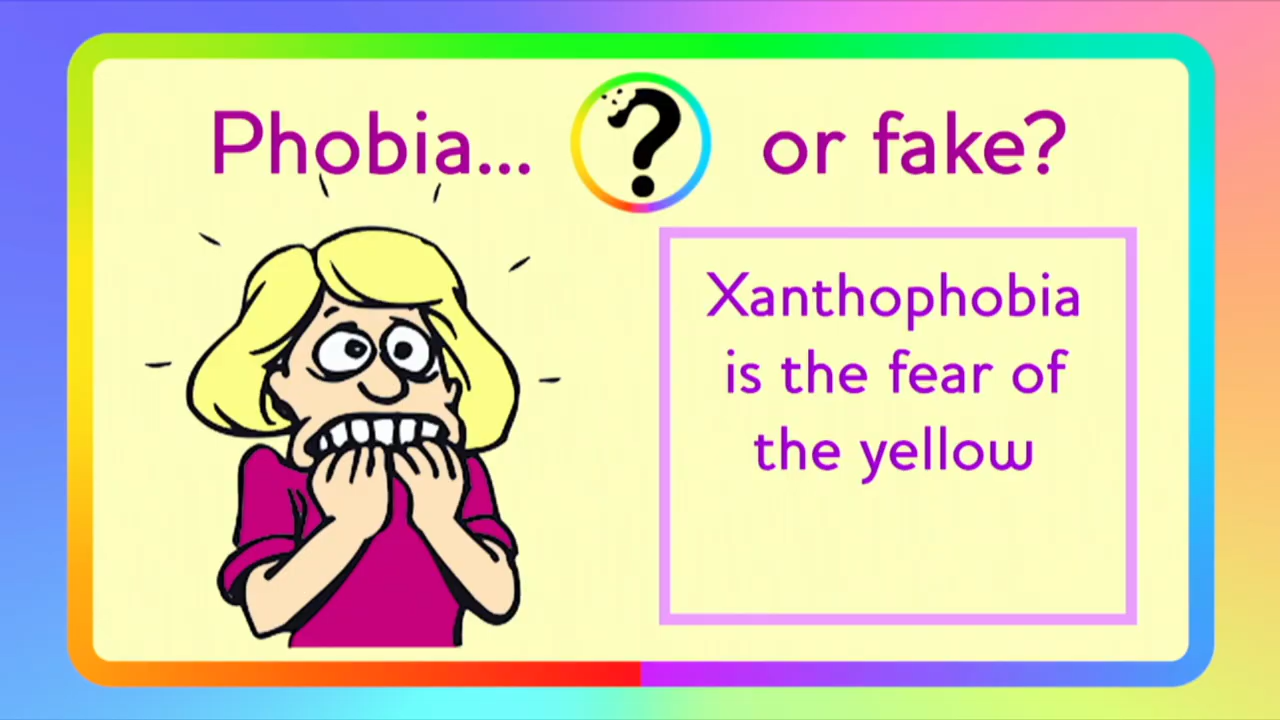 Phobia... ? or fake?
Xanthophobia
is the fear of
the yellow